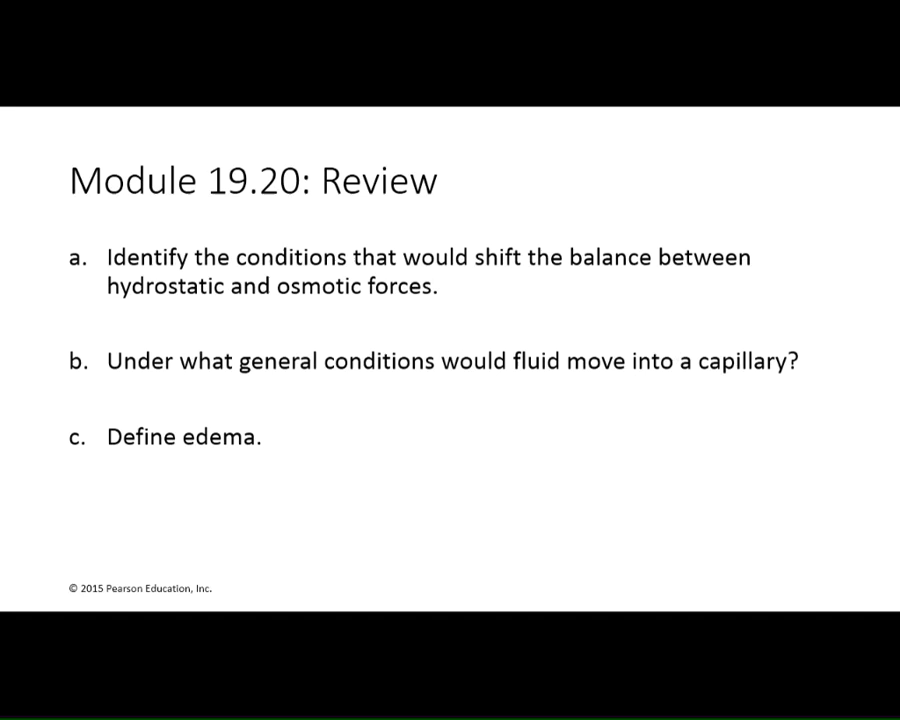 Module 19.20: Review
a. Identify the conditions that would shift the balance between
hydrostatic and osmotic forces.
b. Under what general conditions would fluid move into a capillary?
c. Define edema.
© 2015 Pearson Education, Inc.